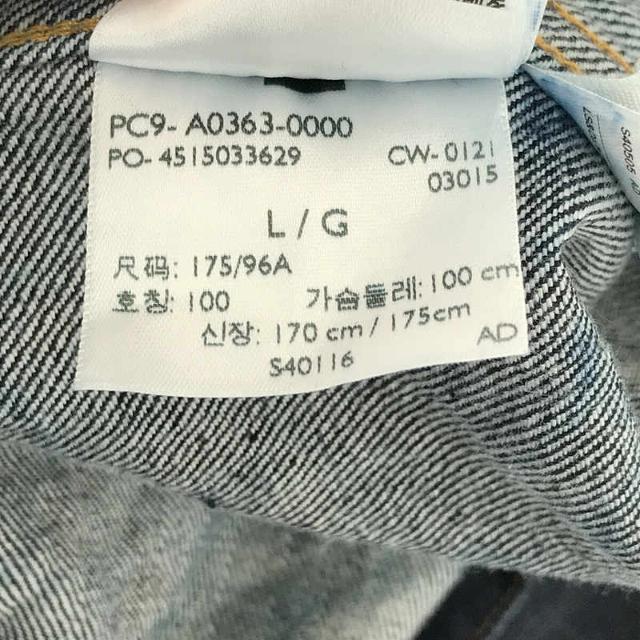 PC9- A0363-0000
PO- 4515033629
CW- 0121
03015
L / G
尺码: 175/96A
호칭: 100
가슴둘레: 100 cm
신장: 170 cm / 175cm
AD
S40116